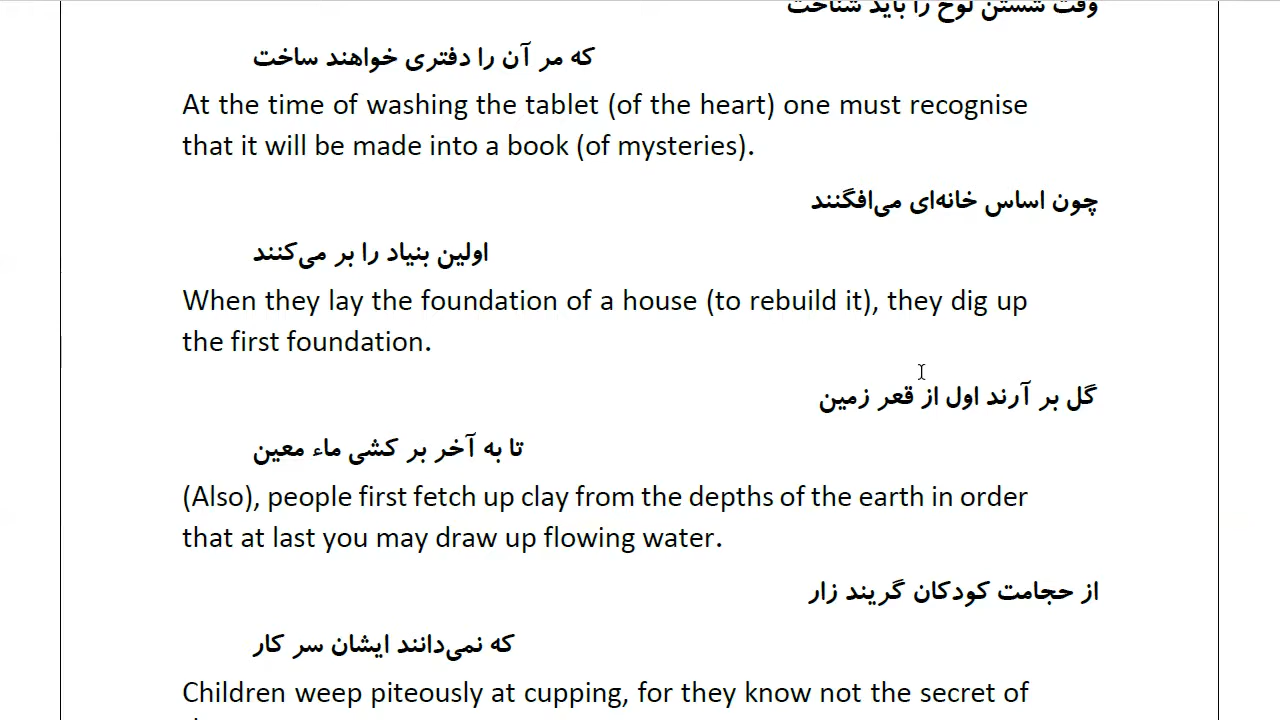 وقت شستن لوح را باید شناخت
که مر آن را دفتری خواهند ساخت
At the time of washing the tablet (of the heart) one must recognise
that it will be made into a book (of mysteries).
چون اساس خانه‌ای می‌افگنند
اولین بنیاد را بر می‌کنند
When they lay the foundation of a house (to rebuild it), they dig up
the first foundation.
گل بر آرند اول از قعر زمین
تا به آخر بر کشی ماء معین
(Also), people first fetch up clay from the depths of the earth in order
that at last you may draw up flowing water.
از حجامت کودکان گریند زار
که نمی‌دانند ایشان سر کار
Children weep piteously at cupping, for they know not the secret of